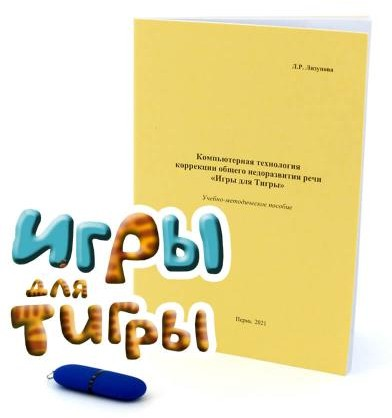 Л.Р. Лизунова
Компьютерная технология
коррекции общего недоразвития речи
«Игры для Тигры»
Учебно-методическое пособие
Пермь, 2021
Игры
для
Тигры